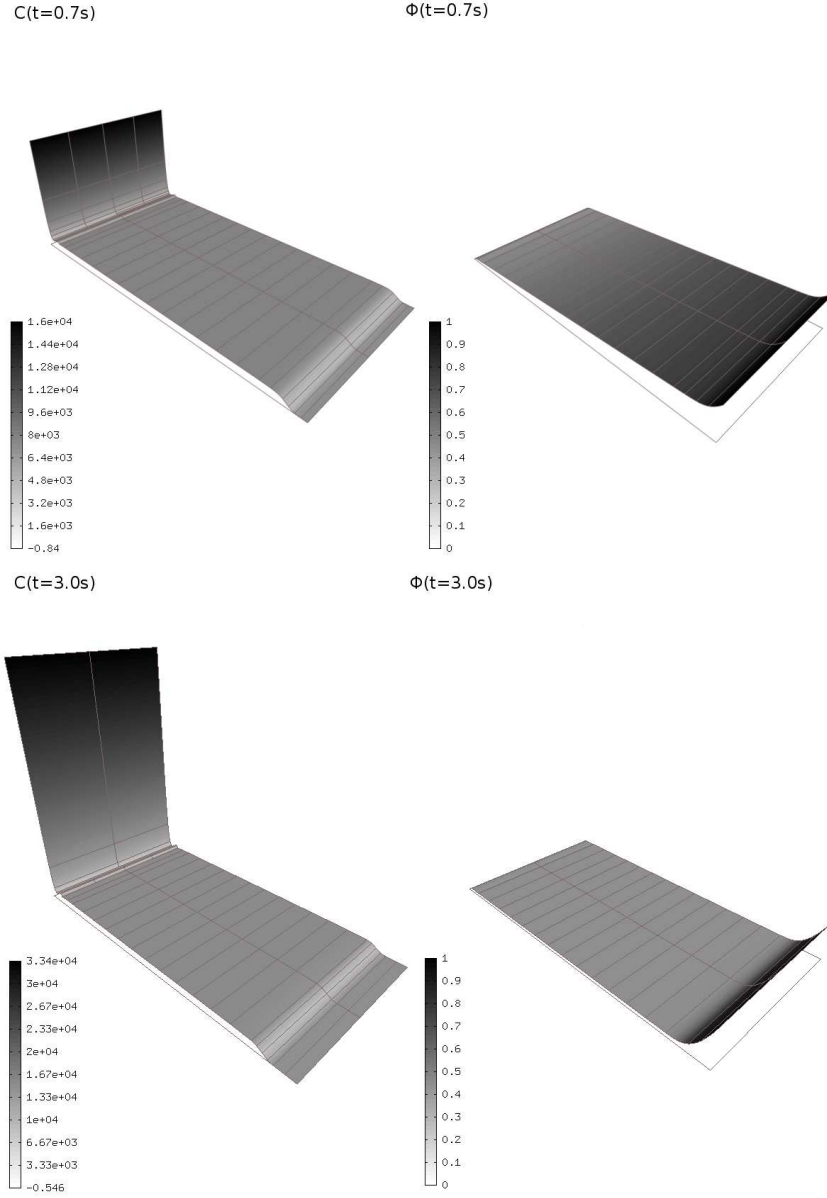 C(t=0.7s)
Φ(t=0.7s)
1.6e+04
1.44e+04
1.28e+04
1.12e+04
9.6e+03
8e+03
6.4e+03
4.8e+03
3.2e+03
1.6e+03
-0.84
1
0.9
0.8
0.7
0.6
0.5
0.4
0.3
0.2
0.1
0
C(t=3.0s)
Φ(t=3.0s)
3.34e+04
3e+04
2.67e+04
2.33e+04
2e+04
1.67e+04
1.33e+04
1e+04
6.67e+03
3.33e+03
-0.546
1
0.9
0.8
0.7
0.6
0.5
0.4
0.3
0.2
0.1
0